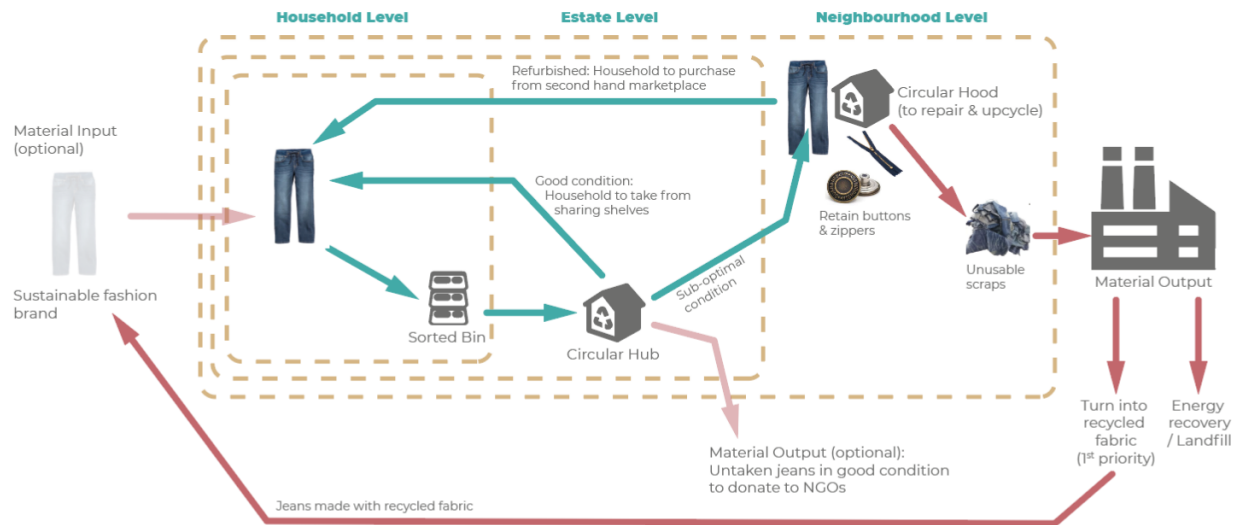 Household Level
Estate Level
Neighbourhood Level
Refurbished: Household to purchase
from second hand marketplace
Circular Hood
(to repair & upcycle)
Material Input
(optional)
Good condition:
Household to take from
sharing shelves
Retain buttons
& zippers
Sub-optimal
condition
Unusable
scraps
Material Output
Sustainable fashion
brand
Sorted Bin
Circular Hub
Turn into
recycled
fabric
(1st priority)
Energy
recovery
/ Landfill
Material Output (optional):
Untaken jeans in good condition
to donate to NGOs
Jeans made with recycled fabric